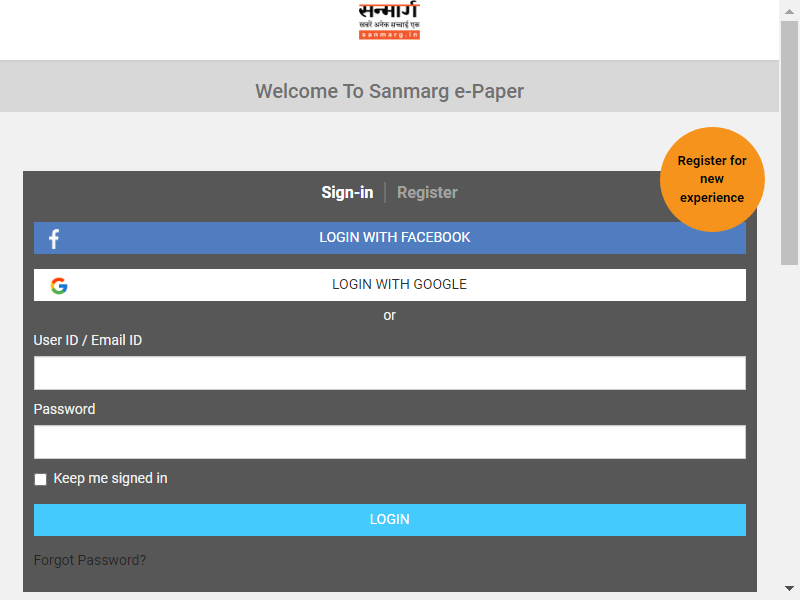 सन्मार्ग
खबरें अनेक सच्चाई एक
sanmarg.in
Welcome To Sanmarg e-Paper
Register for
new
experience
Sign-in
Register
LOGIN WITH FACEBOOK
LOGIN WITH GOOGLE
or
User ID / Email ID
Password
Keep me signed in
LOGIN
Forgot Password?